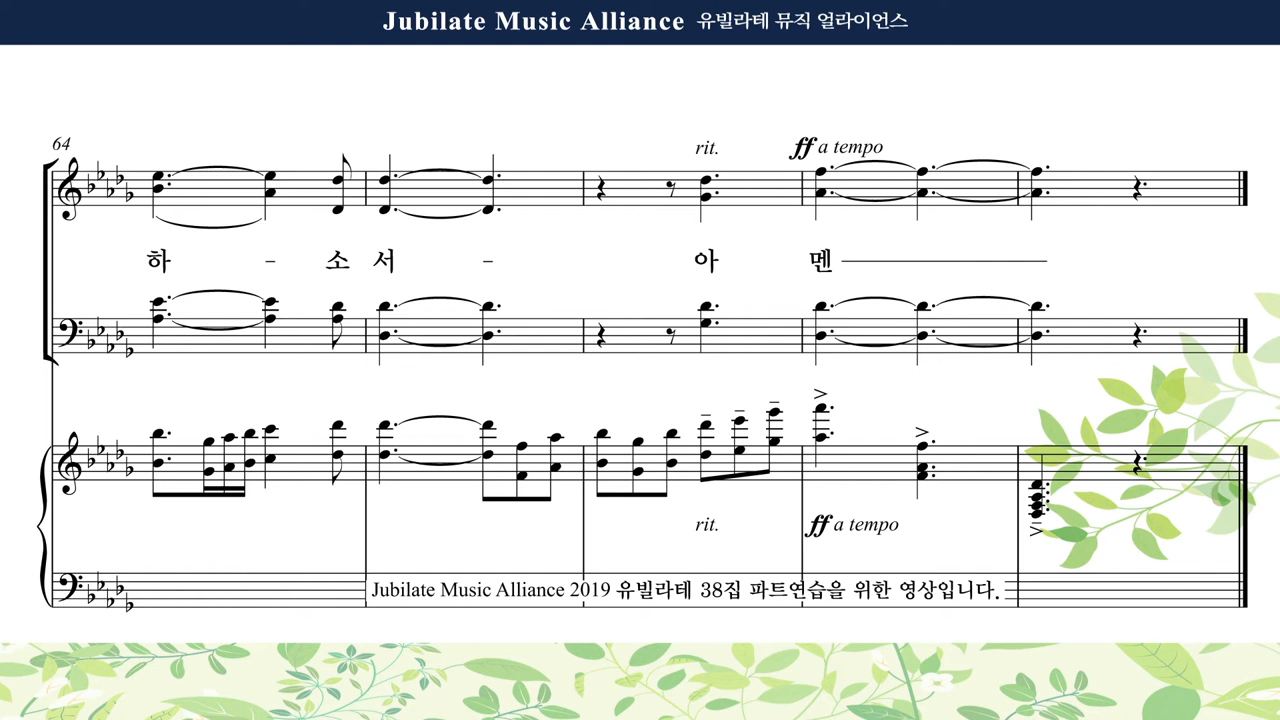 Jubilate Music Alliance 유빌라테 뮤직 얼라이언스
64
rit. ff a tempo
하 - 소 서 - 아 멘
rit. ff a tempo
Jubilate Music Alliance 2019 유빌라테 38집 파트연습을 위한 영상입니다.